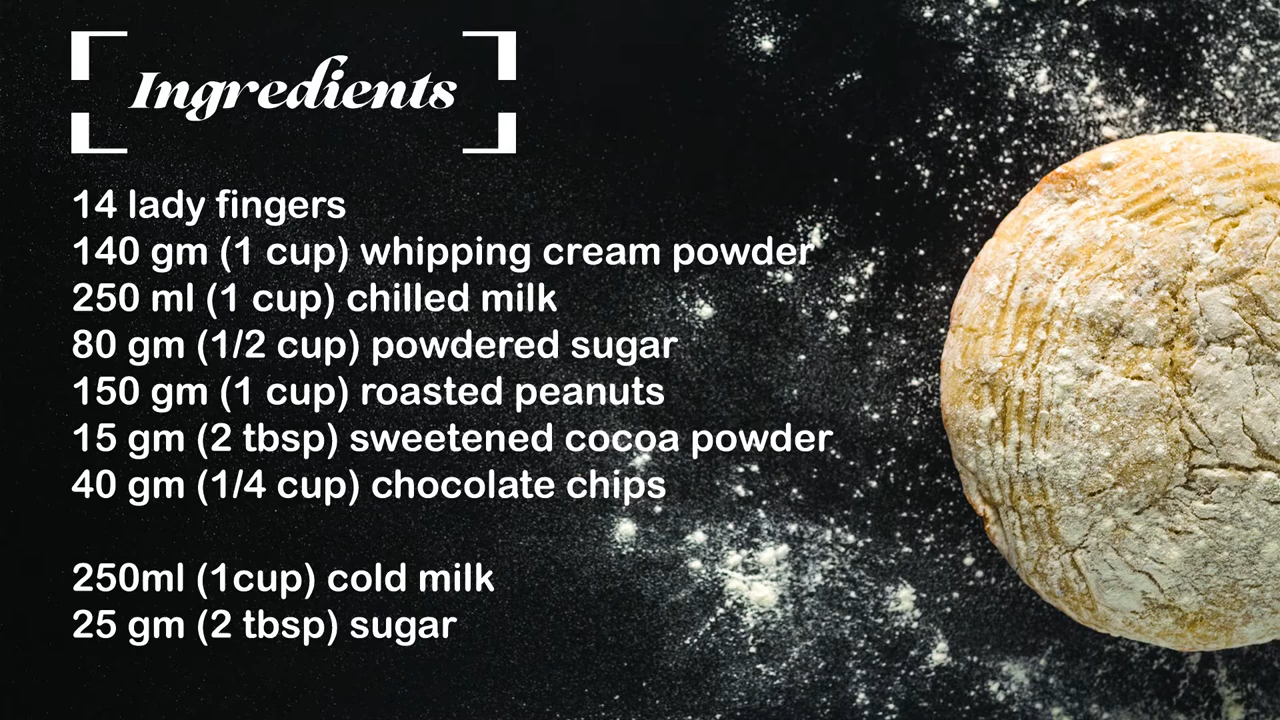 Ingredients
14 lady fingers
140 gm (1 cup) whipping cream powder
250 ml (1 cup) chilled milk
80 gm (1/2 cup) powdered sugar
150 gm (1 cup) roasted peanuts
15 gm (2 tbsp) sweetened cocoa powder
40 gm (1/4 cup) chocolate chips
250ml (1cup) cold milk
25 gm (2 tbsp) sugar